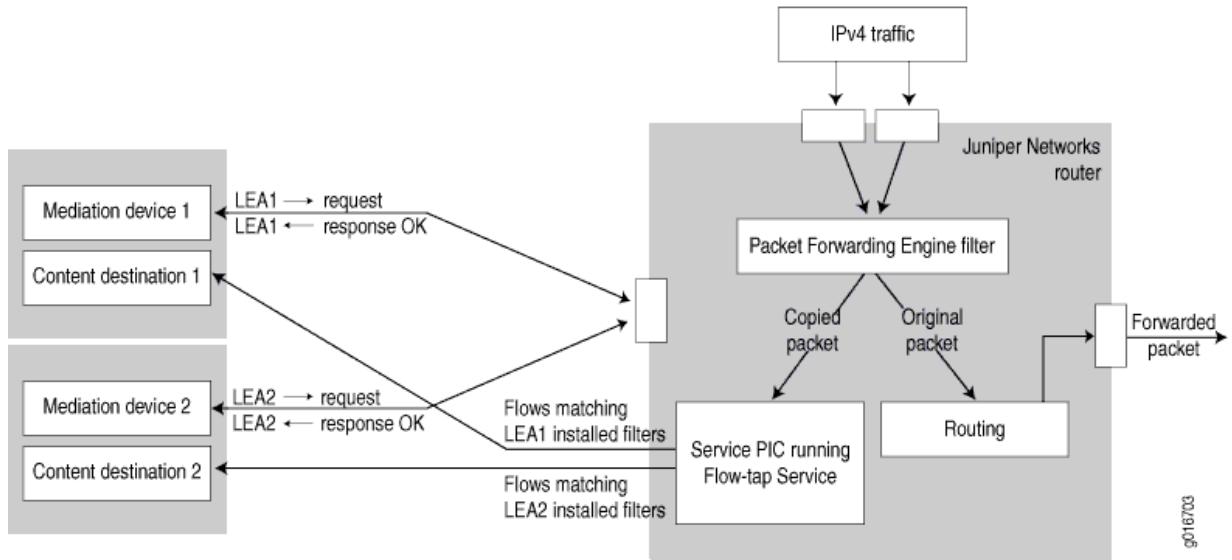 IPv4 traffic
Juniper Networks
router
Mediation device 1
LEA1 → request
LEA1 ← response OK
Content destination 1
Packet Forwarding Engine filter
Copied
packet
Original
packet
Forwarded
packet
Mediation device 2
LEA2 → request
LEA2 ← response OK
Content destination 2
Flows matching
LEA1 installed filters
Flows matching
LEA2 installed filters
Service PIC running
Flow-tap Service
Routing
g016703